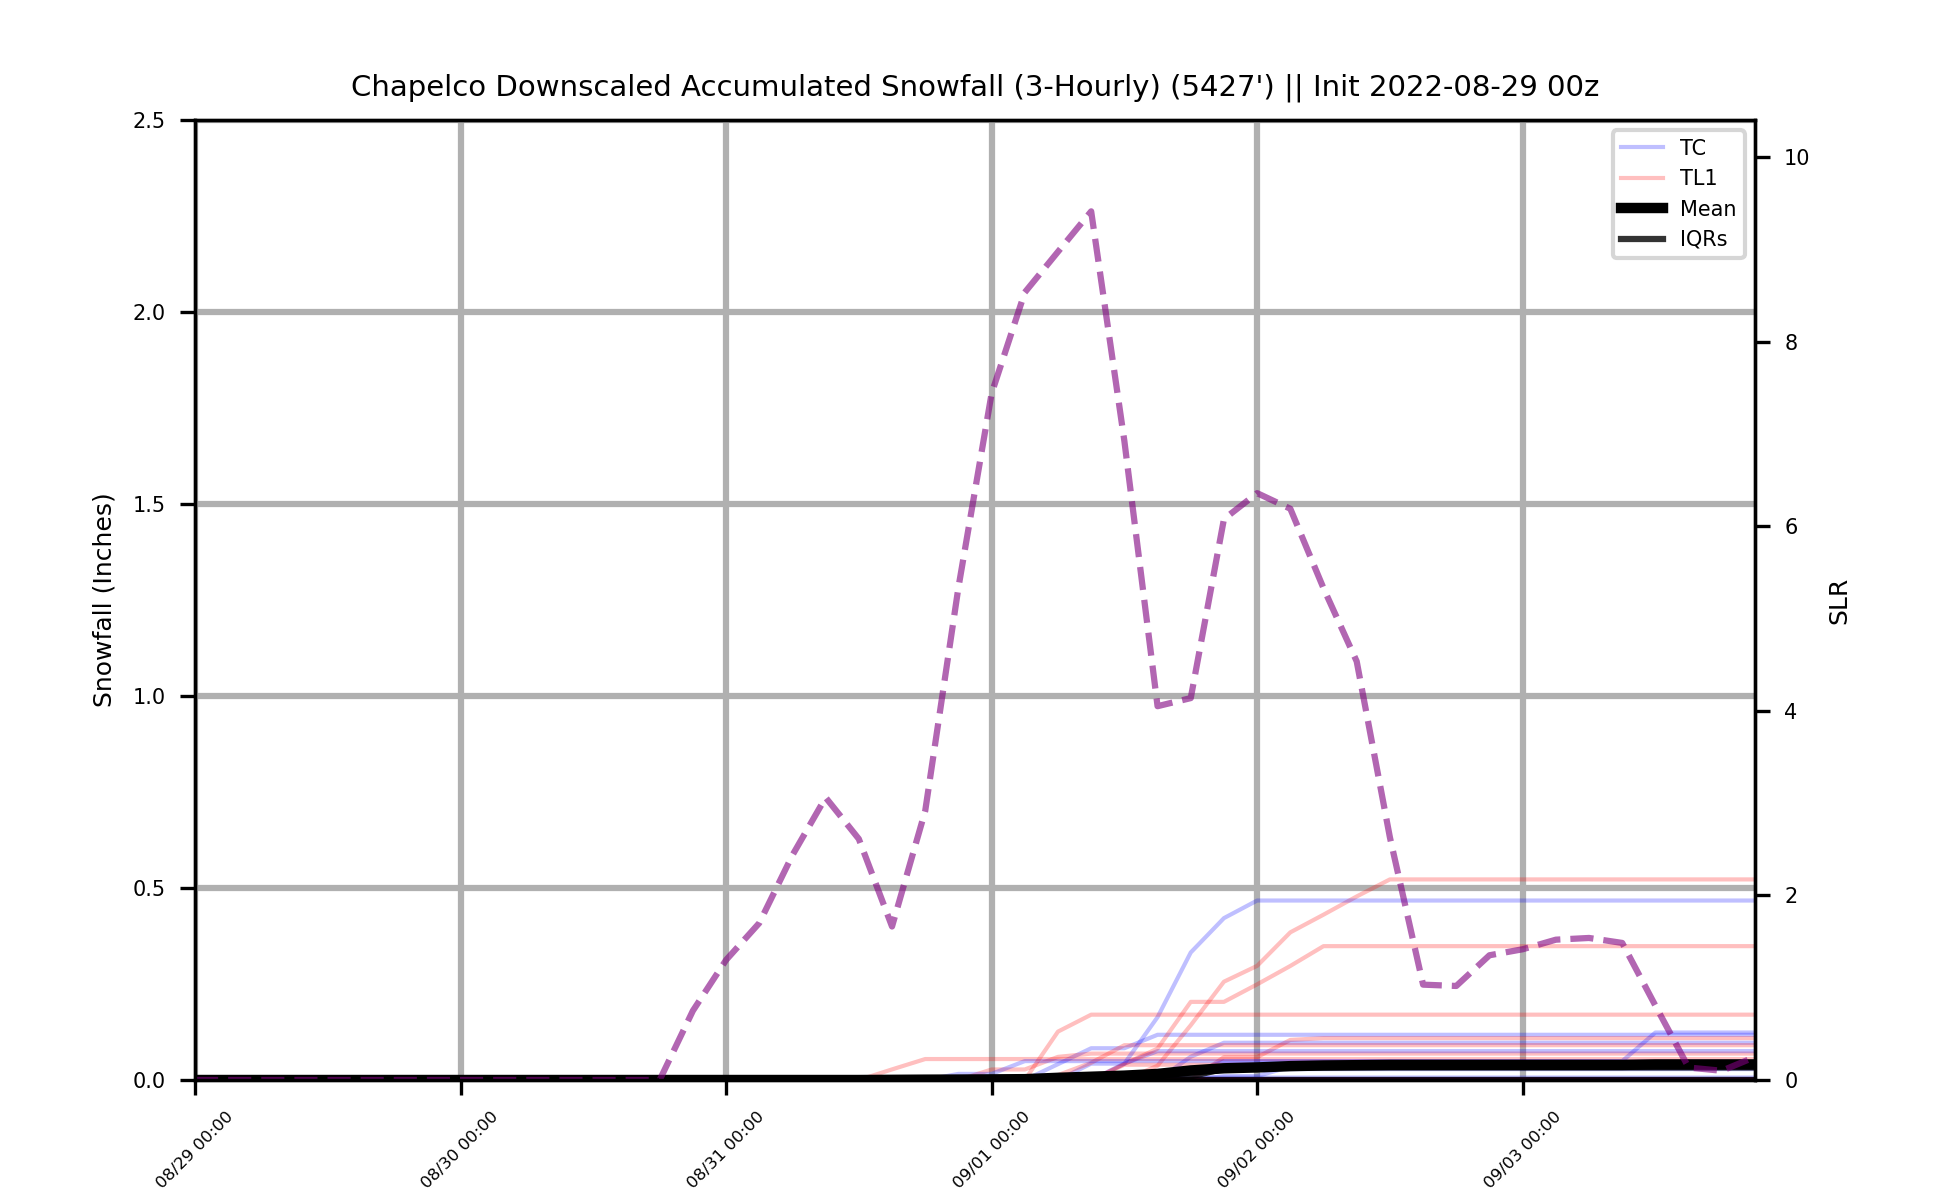 Chapelco Downscaled Accumulated Snowfall (3-Hourly) (5427') || Init 2022-08-29 00z
2.5
2.0
1.5
1.0
0.5
0.0
Snowfall (Inches)
TC
TL1
Mean
IQRs
10
8
6
4
2
0
SLR
08/29 00:00
08/30 00:00
08/31 00:00
09/01 00:00
09/02 00:00
09/03 00:00